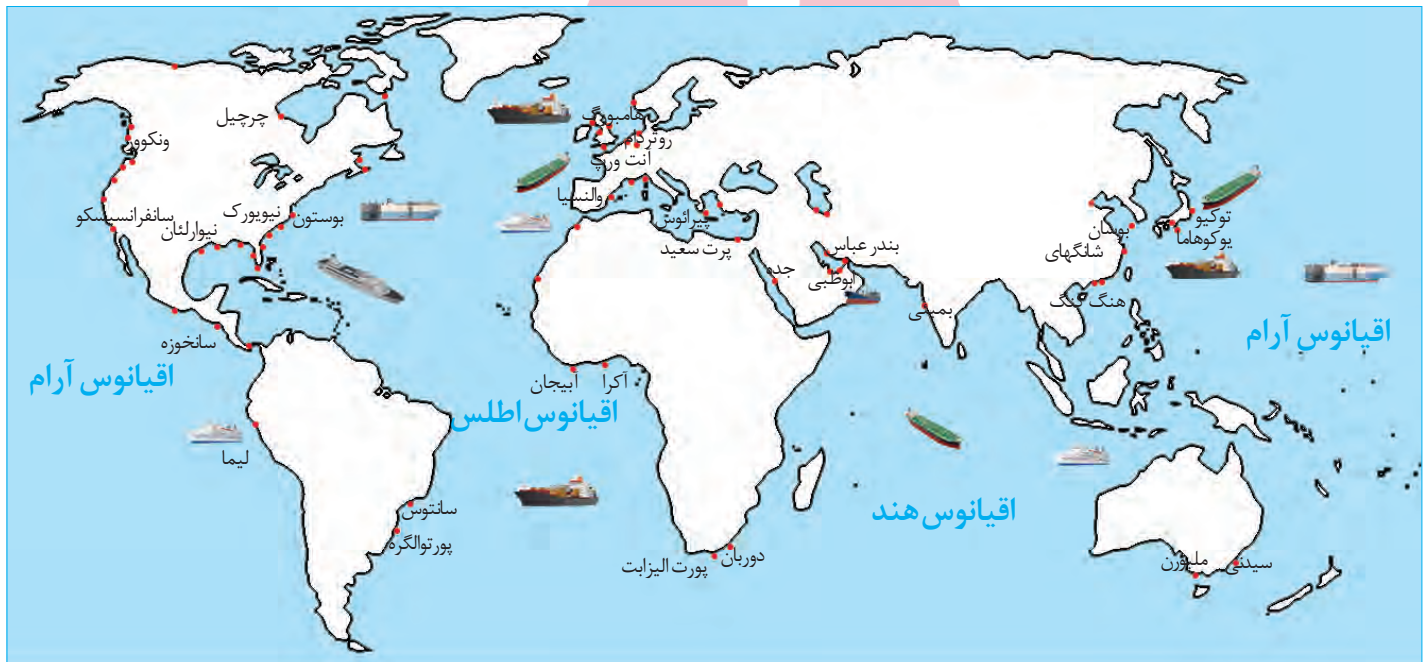 هامبورگ
چرچیل
ونکوور
روتردام
انت ورپ
والنسیا
نیویورک
بوستون
سانفرانسیسکو
نیوارلئان
پیرائوس
پرت سعید
بندر عباس
جده
ابوظبی
بمبئی
توکیو
بوسان
یوکوهاما
شانگهای
هنگ کنگ
اقیانوس آرام
سانخوزه
اقیانوس آرام
آبیجان
آکرا
اقیانوس اطلس
لیما
سانتوس
پورتوالگره
اقیانوس هند
دوربان
پورت الیزابت
ملبورن
سیدنی